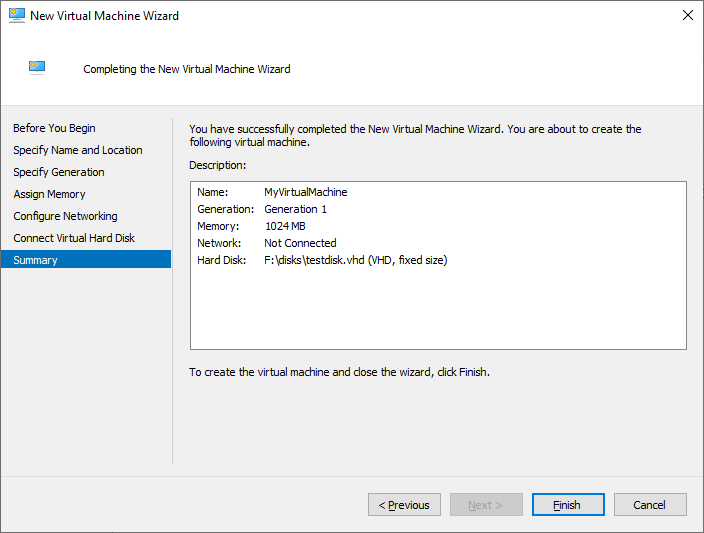 New Virtual Machine Wizard
Completing the New Virtual Machine Wizard
Before You Begin
Specify Name and Location
Specify Generation
Assign Memory
Configure Networking
Connect Virtual Hard Disk
Summary
You have successfully completed the New Virtual Machine Wizard. You are about to create the
following virtual machine.
Description:
Name: MyVirtualMachine
Generation: Generation 1
Memory: 1024 MB
Network: Not Connected
Hard Disk: F:\disks\testdisk.vhd (VHD, fixed size)
To create the virtual machine and close the wizard, click Finish.
< Previous Next > Finish Cancel